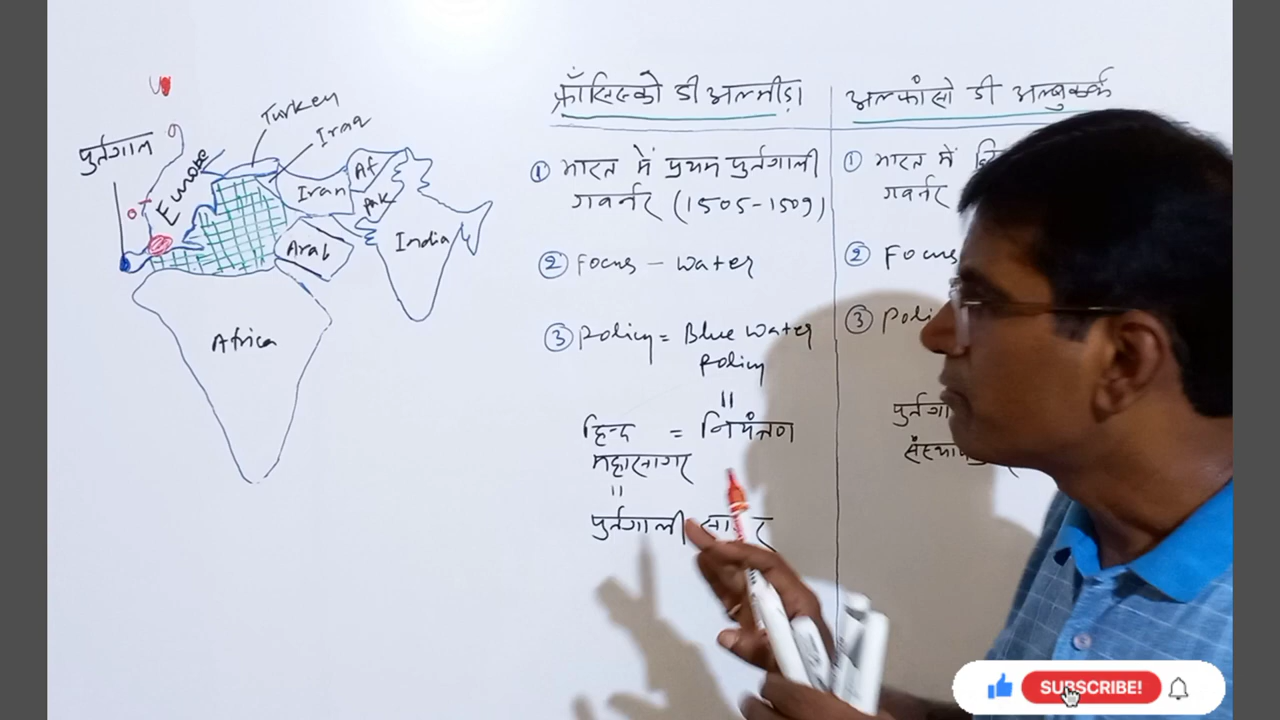 Turkey
Iraq
पुर्तगाल
Europe
Iran
Af
Pak
Arab
India
Africa
फ्राँसिस्को डी अल्मीड़ा
① भारत में प्रथम पुर्तगाली
गवर्नर (1505-1509)
② Focus - Water
③ Policy = Blue Water
Policy
=
हिन्द = नियंत्रण
महासागर
=
पुर्तगाली सागर
अल्फांसो डी अल्बुकर्क
① भारत में
गवर्नर
② Focus
③
SUBSCRIBE!